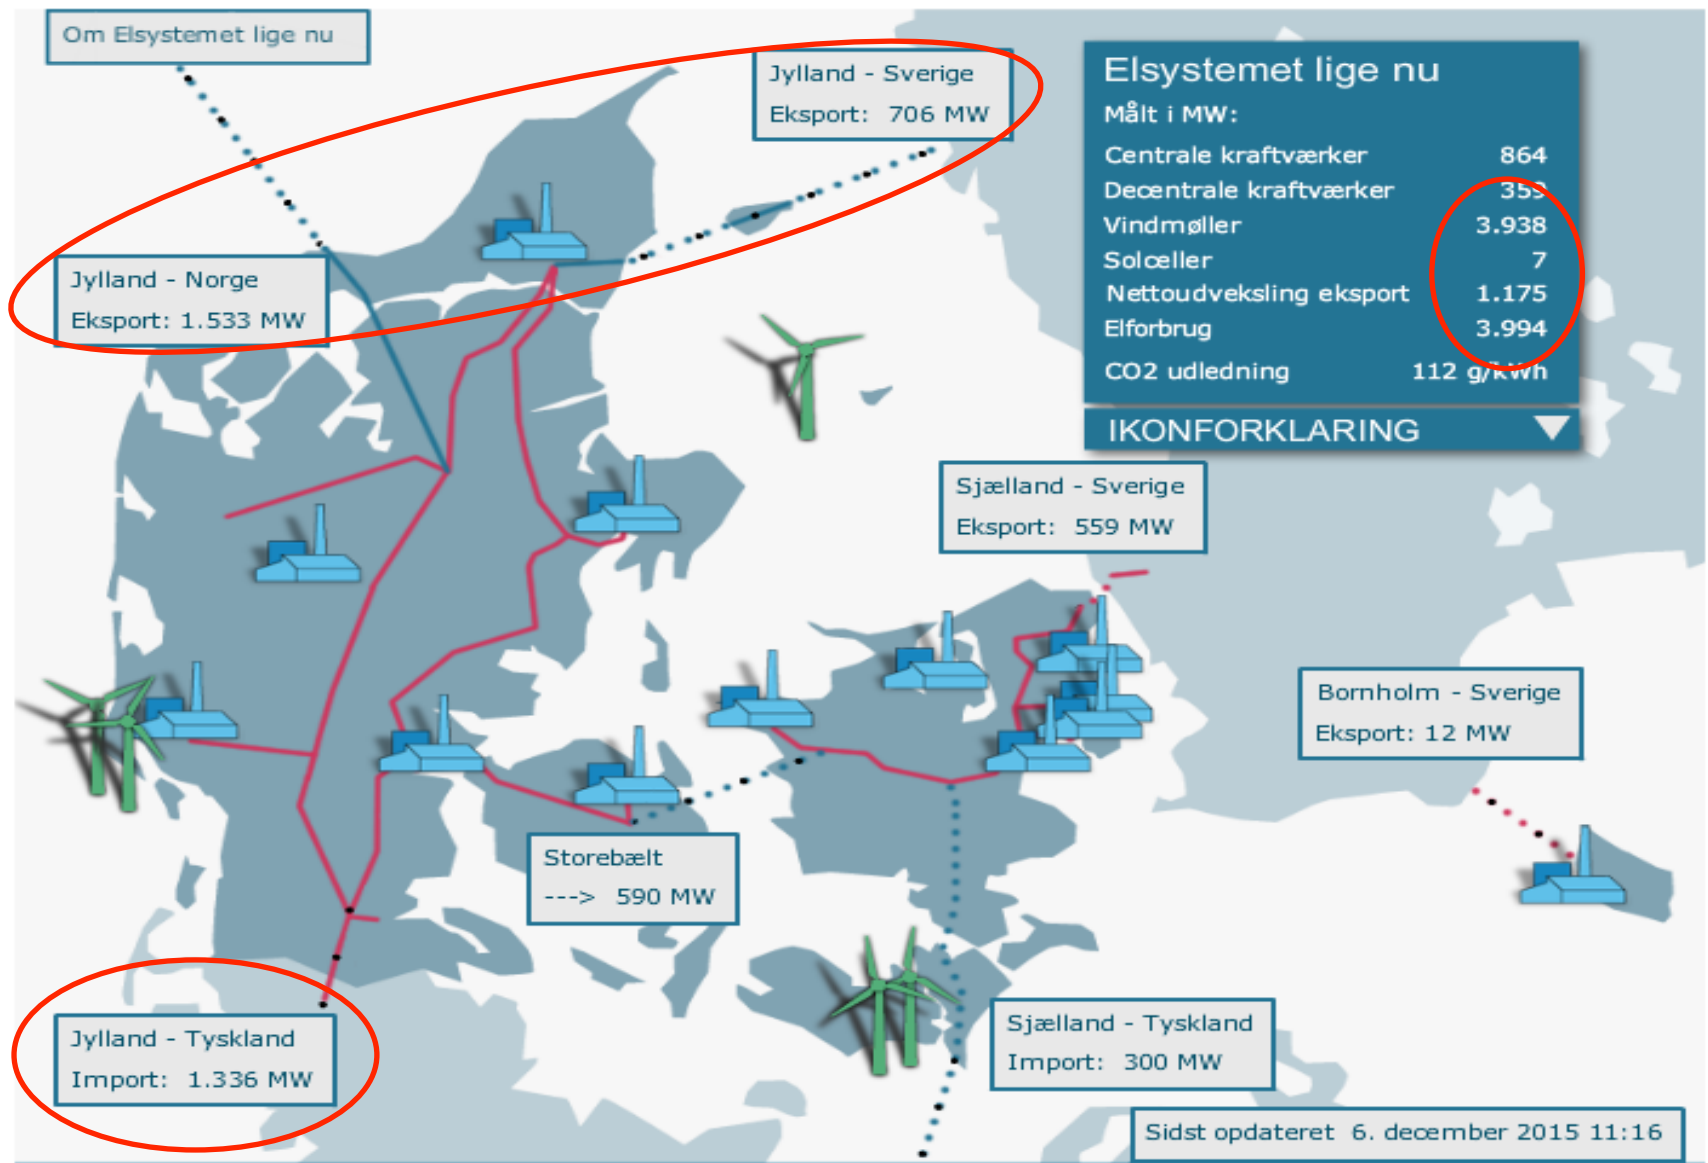 Om Elsystemet lige nu
Jylland - Sverige
Eksport: 706 MW
Elsystemet lige nu
Målt i MW:
Centrale kraftværker 864
Decentrale kraftværker 359
Vindmøller 3.938
Solceller 7
Nettoudveksling eksport 1.175
Elforbrug 3.994
CO2 udledning 112 g/kWh
IKONFORKLARING
Jylland - Norge
Eksport: 1.533 MW
Sjælland - Sverige
Eksport: 559 MW
Bornholm - Sverige
Eksport: 12 MW
Storebælt
---> 590 MW
Jylland - Tyskland
Import: 1.336 MW
Sjælland - Tyskland
Import: 300 MW
Sidst opdateret 6. december 2015 11:16